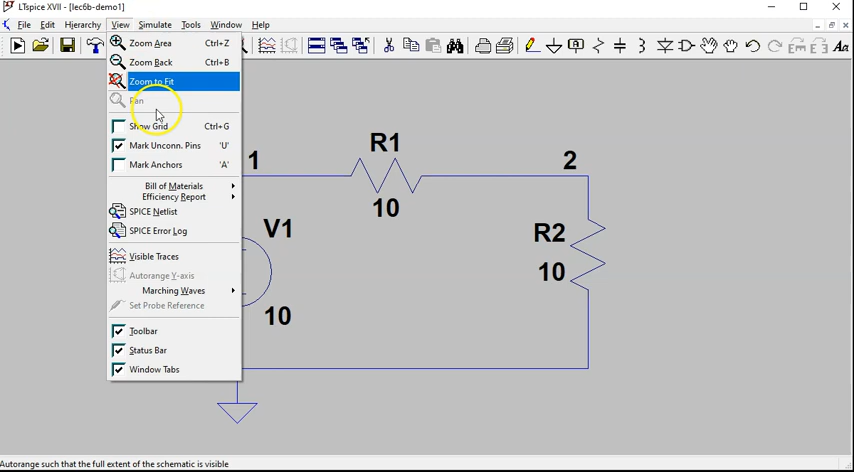 LTspice XVII - [lec6b-demo1]
File Edit Hierarchy View Simulate Tools Window Help
Zoom Area Ctrl+Z
Zoom Back Ctrl+B
Zoom to Fit
Pan
Show Grid Ctrl+G
Mark Unconn. Pins 'U'
Mark Anchors 'A'
Bill of Materials
Efficiency Report
SPICE Netlist
SPICE Error Log
Visible Traces
Autorange Y-axis
Marching Waves
Set Probe Reference
Toolbar
Status Bar
Window Tabs
1
R1
10
2
V1
10
R2
10
Aa
Autorange such that the full extent of the schematic is visible